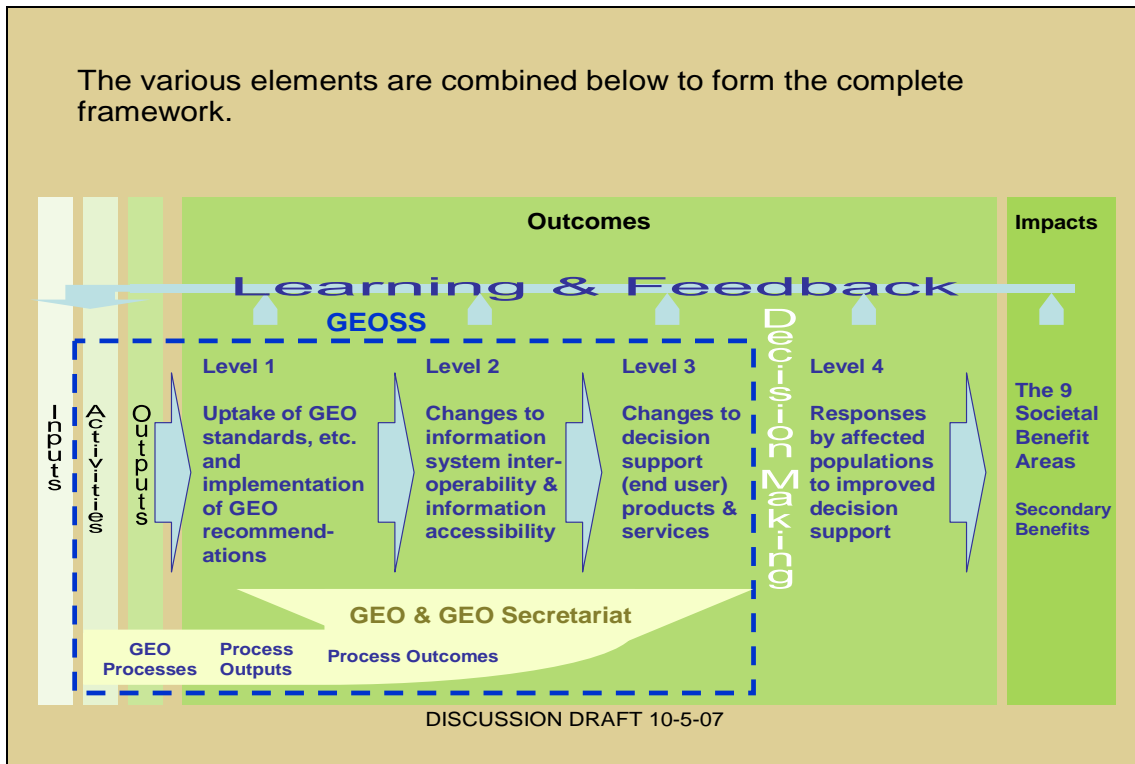 The various elements are combined below to form the complete
framework.
Outcomes
Impacts
Learning & Feedback
GEOSS
Inputs
Activities
Outputs
Level 1
Uptake of GEO
standards, etc.
and
implementation
of GEO
recommend-
ations
Level 2
Changes to
information
system inter-
operability &
information
accessibility
Level 3
Changes to
decision
support
(end user)
products &
services
Decision Making
Level 4
Responses
by affected
populations
to improved
decision
support
The 9
Societal
Benefit
Areas
Secondary
Benefits
GEO & GEO Secretariat
GEO
Processes
Process
Outputs
Process Outcomes
DISCUSSION DRAFT 10-5-07